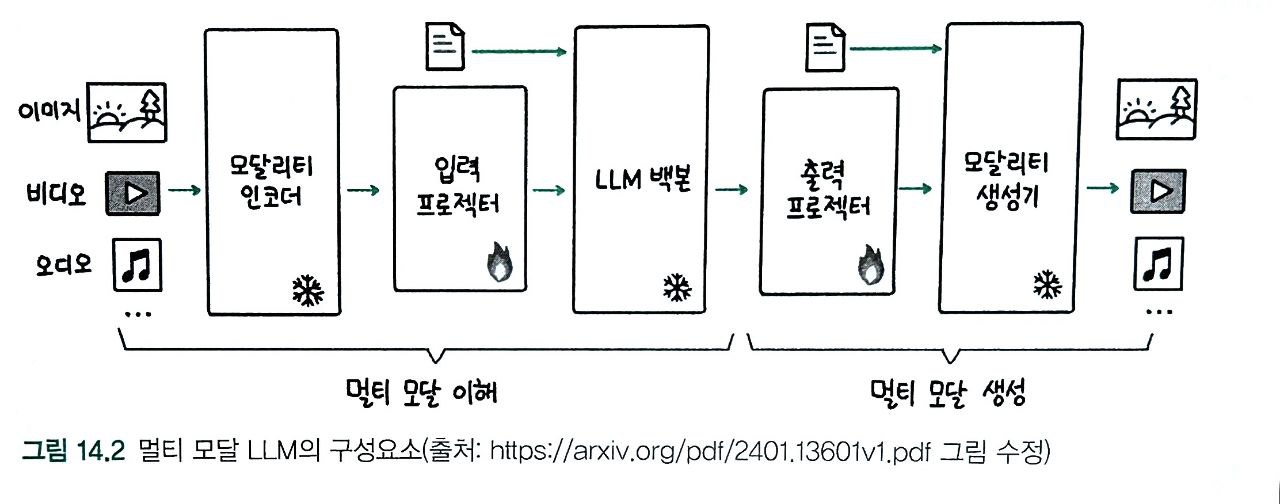 이미지
비디오
오디오
...
모달리티
인코더
입력
프로젝터
LLM 백본
출력
프로젝터
모달리티
생성기
...
멀티 모달 이해
멀티 모달 생성
그림 14.2 멀티 모달 LLM의 구성요소(출처: https://arxiv.org/pdf/2401.13601v1.pdf 그림 수정)